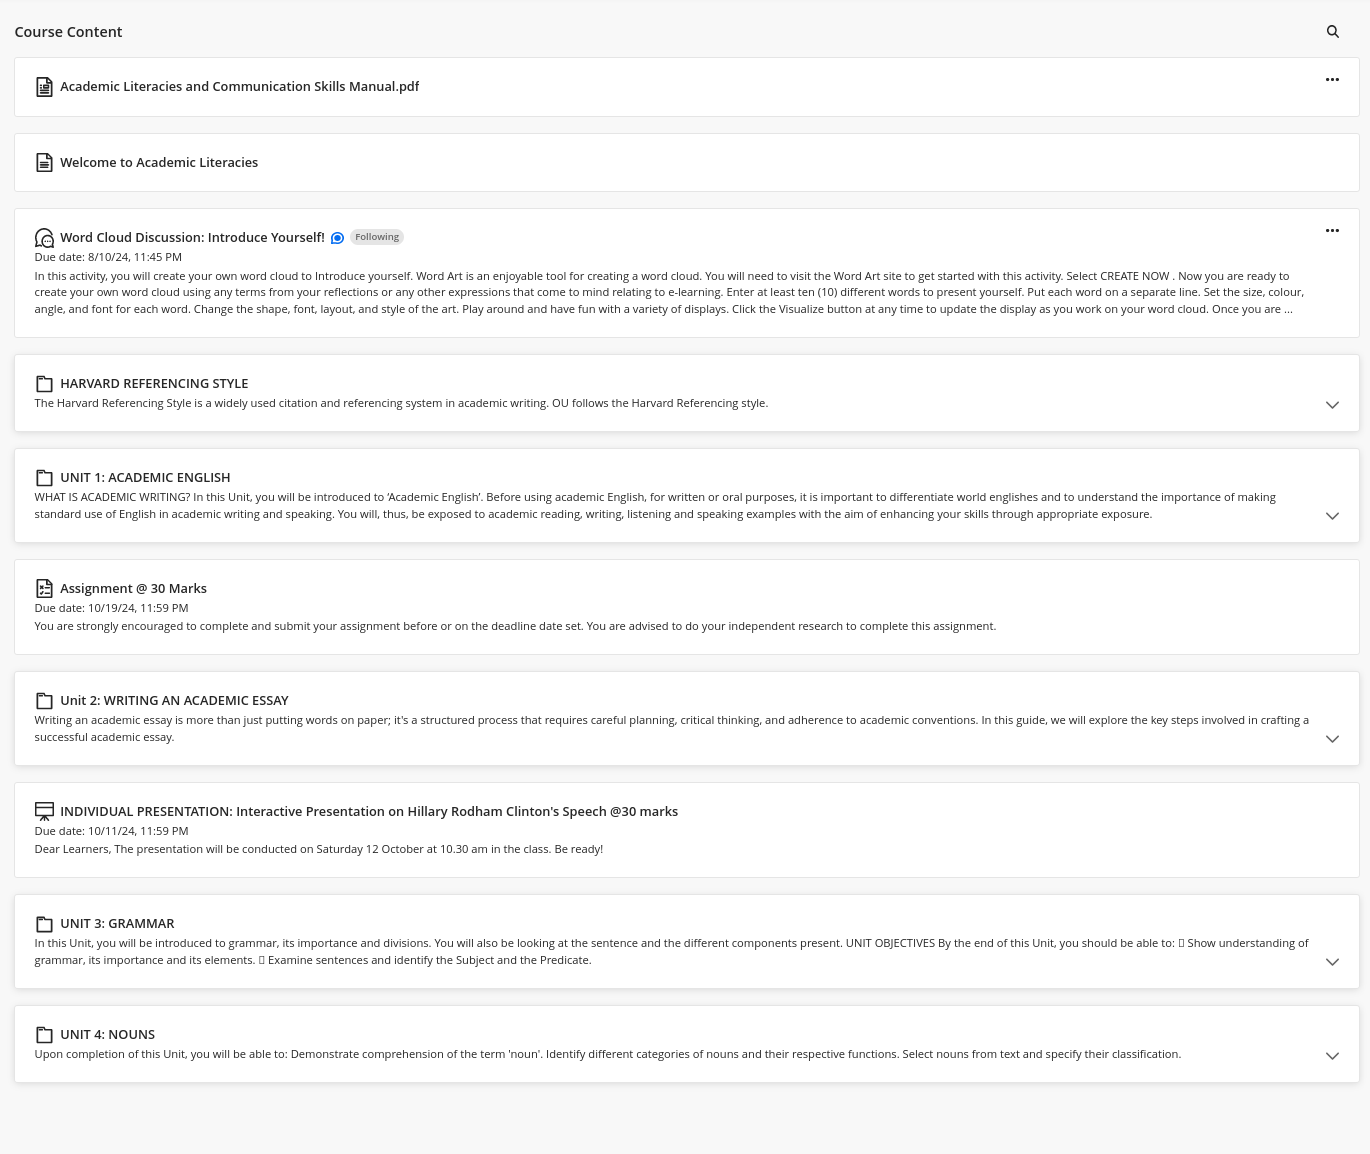 Course Content
Academic Literacies and Communication Skills Manual.pdf
Welcome to Academic Literacies
Word Cloud Discussion: Introduce Yourself! Following
Due date: 8/10/24, 11:45 PM
In this activity, you will create your own word cloud to Introduce yourself. Word Art is an enjoyable tool for creating a word cloud. You will need to visit the Word Art site to get started with this activity. Select CREATE NOW . Now you are ready to
create your own word cloud using any terms from your reflections or any other expressions that come to mind relating to e-learning. Enter at least ten (10) different words to present yourself. Put each word on a separate line. Set the size, colour,
angle, and font for each word. Change the shape, font, layout, and style of the art. Play around and have fun with a variety of displays. Click the Visualize button at any time to update the display as you work on your word cloud. Once you are ...
HARVARD REFERENCING STYLE
The Harvard Referencing Style is a widely used citation and referencing system in academic writing. OU follows the Harvard Referencing style.
UNIT 1: ACADEMIC ENGLISH
WHAT IS ACADEMIC WRITING? In this Unit, you will be introduced to ‘Academic English’. Before using academic English, for written or oral purposes, it is important to differentiate world englishes and to understand the importance of making
standard use of English in academic writing and speaking. You will, thus, be exposed to academic reading, writing, listening and speaking examples with the aim of enhancing your skills through appropriate exposure.
Assignment @ 30 Marks
Due date: 10/19/24, 11:59 PM
You are strongly encouraged to complete and submit your assignment before or on the deadline date set. You are advised to do your independent research to complete this assignment.
Unit 2: WRITING AN ACADEMIC ESSAY
Writing an academic essay is more than just putting words on paper; it's a structured process that requires careful planning, critical thinking, and adherence to academic conventions. In this guide, we will explore the key steps involved in crafting a
successful academic essay.
INDIVIDUAL PRESENTATION: Interactive Presentation on Hillary Rodham Clinton's Speech @30 marks
Due date: 10/11/24, 11:59 PM
Dear Learners, The presentation will be conducted on Saturday 12 October at 10.30 am in the class. Be ready!
UNIT 3: GRAMMAR
In this Unit, you will be introduced to grammar, its importance and divisions. You will also be looking at the sentence and the different components present. UNIT OBJECTIVES By the end of this Unit, you should be able to: ▯ Show understanding of
grammar, its importance and its elements. ▯ Examine sentences and identify the Subject and the Predicate.
UNIT 4: NOUNS
Upon completion of this Unit, you will be able to: Demonstrate comprehension of the term 'noun'. Identify different categories of nouns and their respective functions. Select nouns from text and specify their classification.